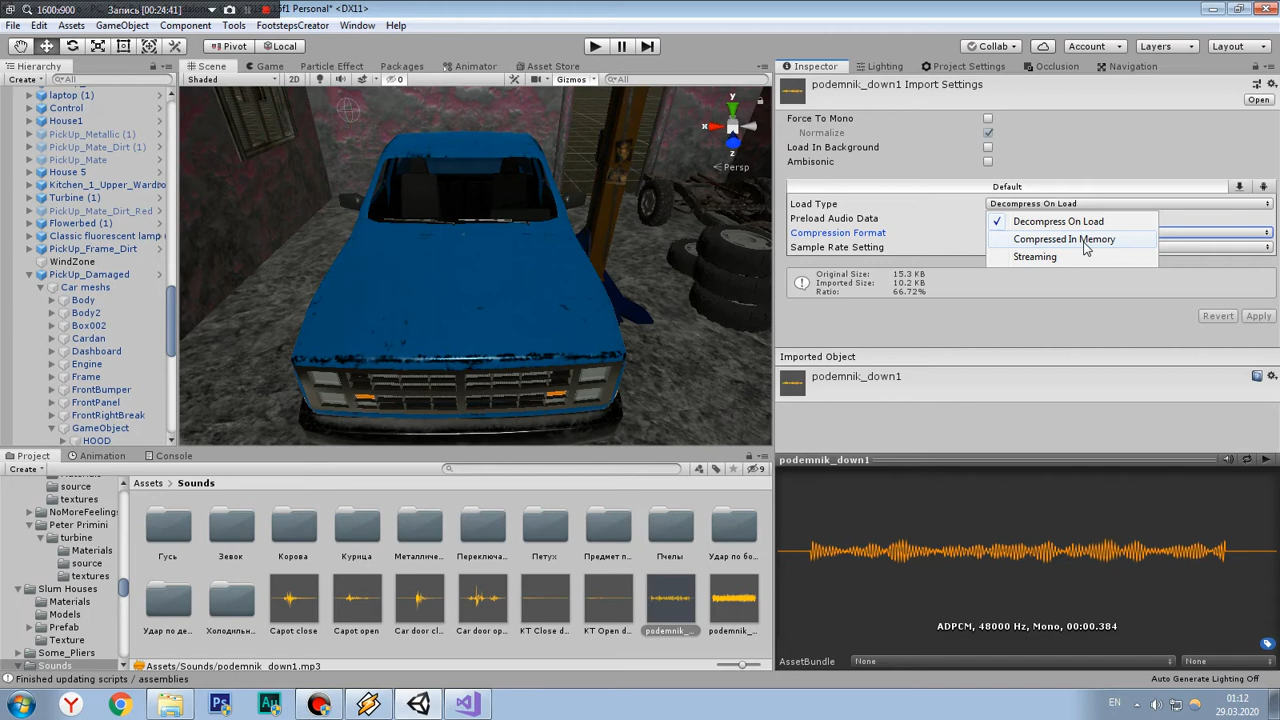 1600x900 Запись [00:24:41] 5f1 Personal* <DX11>
File Edit Assets GameObject Component Tools FootstepsCreator Window Help
Pivot Local Collab Account Layers Layout
Hierarchy Scene Game Particle Effect Packages Animator Asset Store Inspector Lighting Project Settings Occlusion Navigation
Create All Shaded 2D 0 Gizmos All
laptop (1)
Control
House1
PickUp_Metallic (1)
PickUp_Mate_Dirt (1)
PickUp_Mate
House 5
Kitchen_1_Upper_Wardro
Turbine (1)
PickUp_Mate_Dirt_Red
Flowerbed (1)
Classic fluorescent lamp
PickUp_Frame_Dirt
WindZone
PickUp_Damaged
Car meshs
Body
Body2
Box002
Cardan
Dashboard
Engine
Frame
FrontBumper
FrontPanel
FrontRightBreak
GameObject
HOOD
y
x
z
Persp
podemnik_down1 Import Settings
Open
Force To Mono
Normalize
Load In Background
Ambisonic
Default
Load Type Decompress On Load
Preload Audio Data
Compression Format
Sample Rate Setting
Decompress On Load
Compressed In Memory
Streaming
Original Size: 15.3 KB
Imported Size: 10.2 KB
Ratio: 66.72%
Revert Apply
Imported Object
podemnik_down1
podemnik_down1
ADPCM, 48000 Hz, Mono, 00:00.384
AssetBundle None None
Project Animation Console
Create 9
source
textures
NoMoreFeelings
Peter Primini
turbine
Materials
source
textures
Slum Houses
Materials
Models
Prefab
Texture
Some_Pliers
Sounds
Assets > Sounds
Гусь Зевок Корова Курица Металличе... Переключа... Петух Предмет п... Пчелы Удар по бо...
Удар по де... Холодильн... Capot close Capot open Car door cl... Car door op... KT Close d... KT Open d... podemnik_... podemnik_...
Assets/Sounds/podemnik_down1.mp3
Finished updating scripts / assemblies
Auto Generate Lighting Off
EN 01:12
29.03.2020